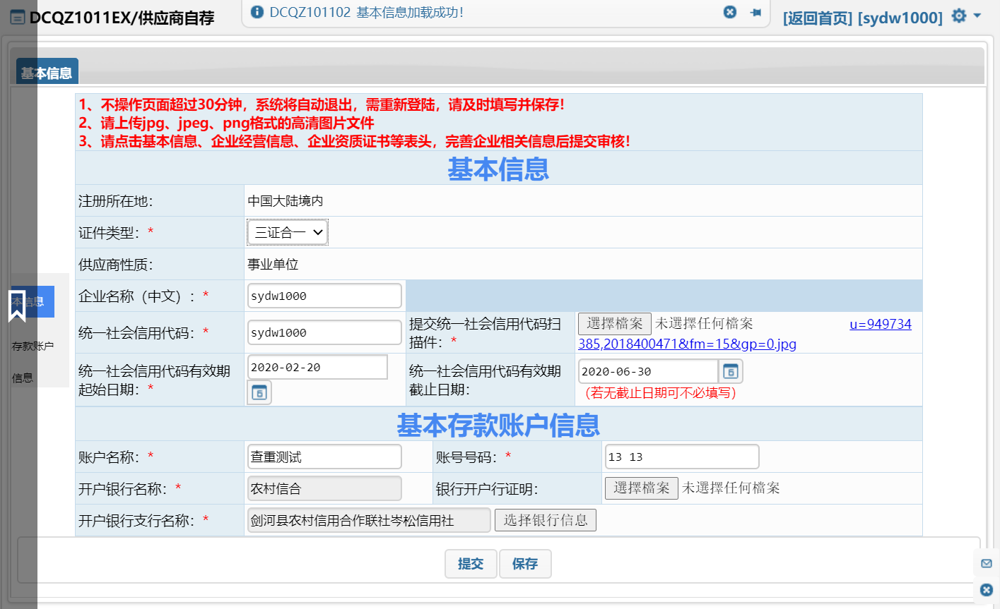 DCQZ1011EX/供应商自荐
DCQZ101102 基本信息加载成功！
[返回首页] [sydw1000]
基本信息
1、不操作页面超过30分钟，系统将自动退出，需重新登陆，请及时填写并保存！
2、请上传jpg、jpeg、png格式的高清图片文件
3、请点击基本信息、企业经营信息、企业资质证书等表头，完善企业相关信息后提交审核！
基本信息
注册所在地： 中国大陆境内
证件类型：* 三证合一
供应商性质： 事业单位
企业名称（中文）：* sydw1000
统一社会信用代码：* sydw1000
提交统一社会信用代码扫
描件：*
選擇檔案 未選擇任何檔案 u=949734
385,2018400471&fm=15&gp=0.jpg
统一社会信用代码有效期
起始日期：*
2020-02-20
统一社会信用代码有效期
截止日期：
2020-06-30
（若无截止日期可不必填写）
基本存款账户信息
账户名称：* 查重测试 账号号码：* 13 13
开户银行名称：* 农村信合 银行开户行证明： 選擇檔案 未選擇任何檔案
开户银行支行名称：* 剑河县农村信用合作联社岑松信用社 选择银行信息
提交 保存
本信息
存款账户
信息